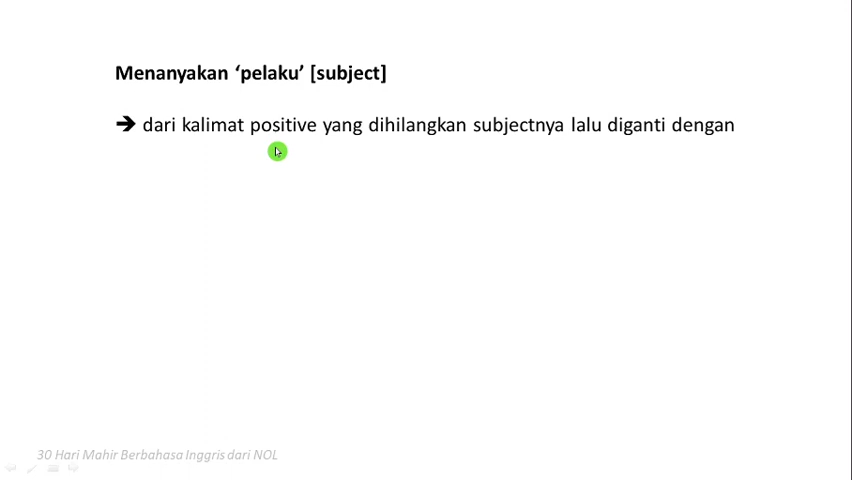 Menanyakan ‘pelaku’ [subject]
➔ dari kalimat positive yang dihilangkan subjectnya lalu diganti dengan
30 Hari Mahir Berbahasa Inggris dari NOL